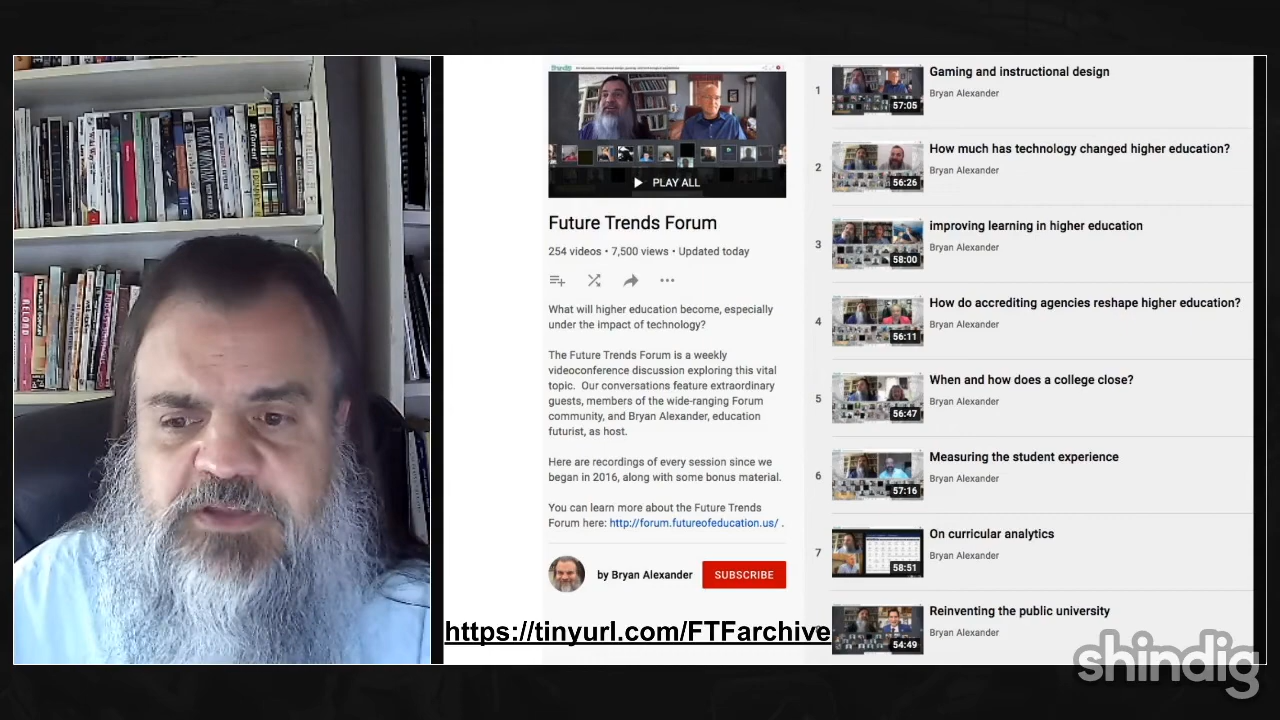 RELOAD
PLAY ALL
Future Trends Forum
254 videos • 7,500 views • Updated today
What will higher education become, especially
under the impact of technology?
The Future Trends Forum is a weekly
videoconference discussion exploring this vital
topic. Our conversations feature extraordinary
guests, members of the wide-ranging Forum
community, and Bryan Alexander, education
futurist, as host.
Here are recordings of every session since we
began in 2016, along with some bonus material.
You can learn more about the Future Trends
Forum here: http://forum.futureofeducation.us/ .
by Bryan Alexander
SUBSCRIBE
https://tinyurl.com/FTFarchive
1
57:05
Gaming and instructional design
Bryan Alexander
2
56:26
How much has technology changed higher education?
Bryan Alexander
3
58:00
improving learning in higher education
Bryan Alexander
4
56:11
How do accrediting agencies reshape higher education?
Bryan Alexander
5
56:47
When and how does a college close?
Bryan Alexander
6
57:16
Measuring the student experience
Bryan Alexander
7
58:51
On curricular analytics
Bryan Alexander
54:49
Reinventing the public university
Bryan Alexander
shindig